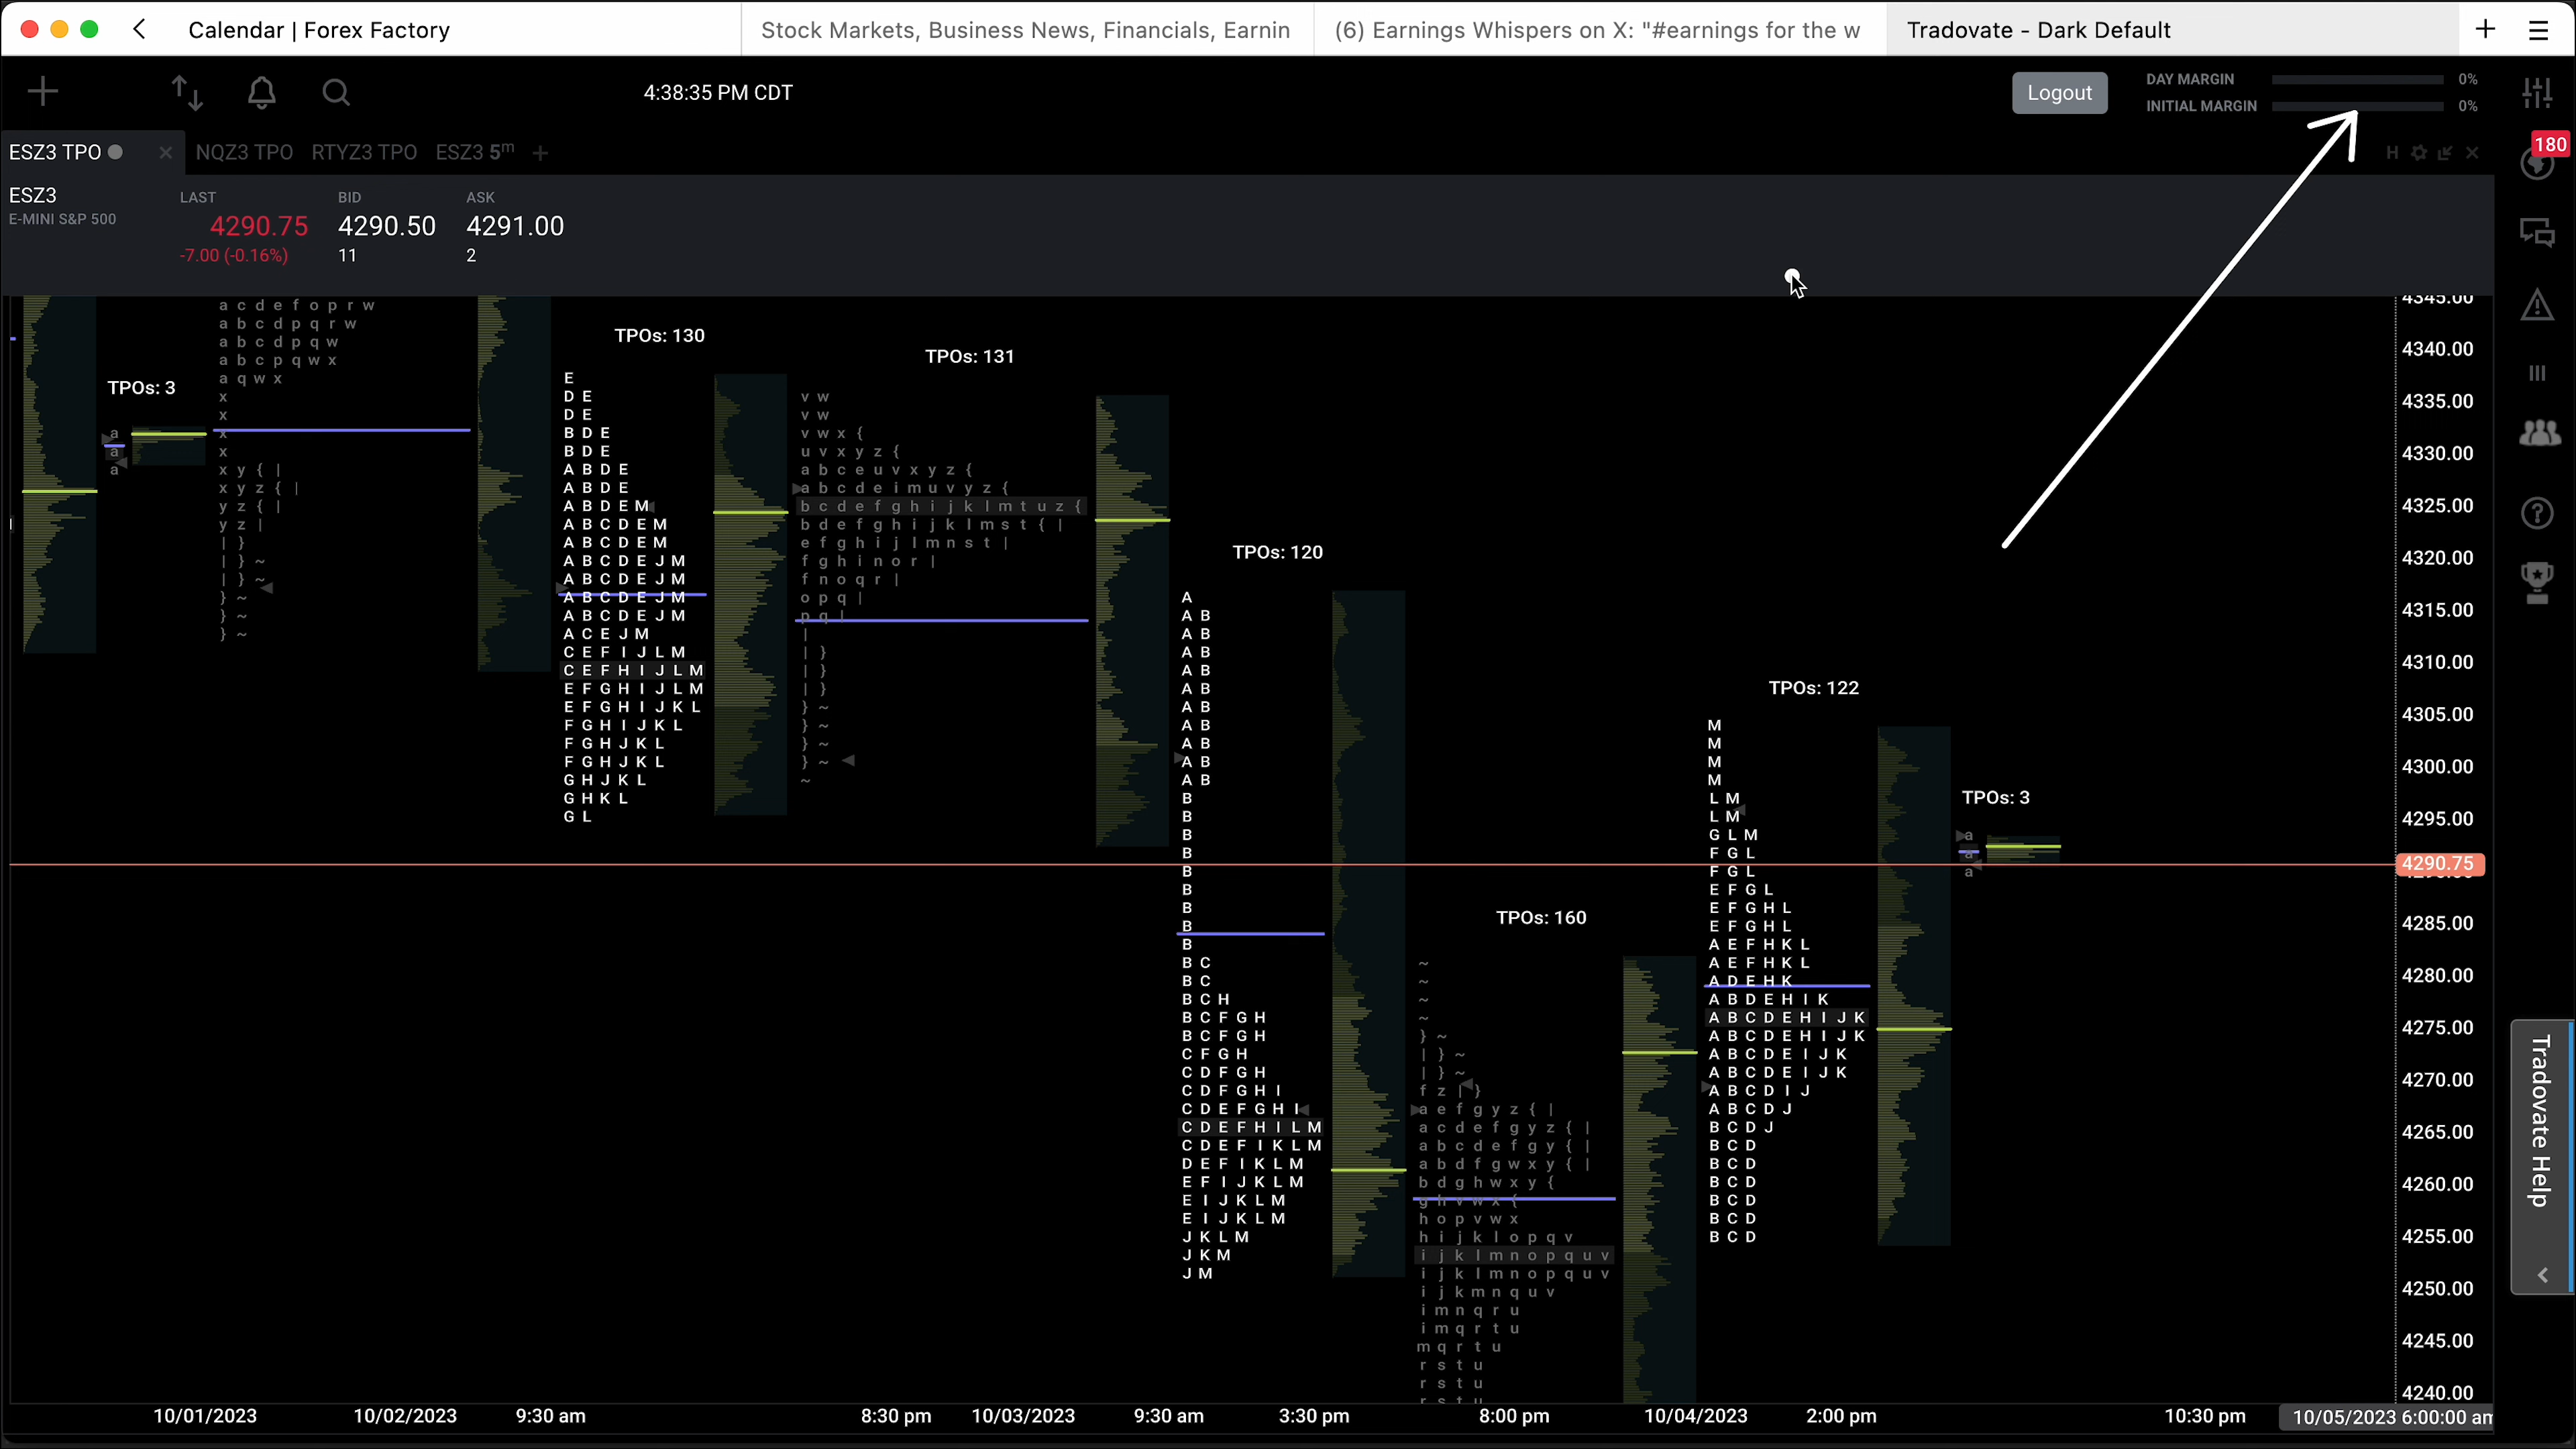 Calendar | Forex Factory
Stock Markets, Business News, Financials, Earnin
(6) Earnings Whispers on X: "#earnings for the w
Tradovate - Dark Default
4:38:35 PM CDT
Logout
DAY MARGIN 0%
INITIAL MARGIN 0%
180
ESZ3 TPO
NQZ3 TPO
RTYZ3 TPO
ESZ3 5m
H
ESZ3
E-MINI S&P 500
LAST
4290.75
-7.00 (-0.16%)
BID
4290.50
11
ASK
4291.00
2
TPOs: 3
a
a
a
a c d e f o p r w
a b c d p q r w
a b c d p q w
a b c p q w x
a q w x
x
x
x
x
x y { |
x y z { |
y z { |
y z |
| }
| } ~
| } ~
} ~
} ~
} ~
TPOs: 130
E
D E
D E
B D E
B D E
A B D E
A B D E
A B D E M
A B C D E M
A B C D E M
A B C D E J M
A B C D E J M
A B C D E J M
A B C D E J M
A C E J M
C E F I J L M
C E F H I J L M
E F G H I J L M
E F G H I J K L
F G H I J K L
F G H J K L
F G H J K L
G H J K L
G H K L
G L
TPOs: 131
v w
v w
v w x {
u v x y z {
a b c e u v x y z {
a b c d e i m u v y z {
b c d e f g h i j k l m t u z {
b d e f g h i j k l m s t { |
e f g h i j l m n s t |
f g h i n o r |
f n o q r |
o p q |
p q |
|
| }
| }
| }
} ~
} ~
} ~
} ~
~
TPOs: 120
A
A B
A B
A B
A B
A B
A B
A B
A B
A B
A B
B
B
B
B
B
B
B
B
B
B C
B C
B C H
B C F G H
B C F G H
C F G H
C D F G H
C D F G H I
C D E F G H I
C D E F H I L M
C D E F I K L M
D E F I K L M
E F I J K L M
E I J K L M
E I J K L M
J K L M
J K M
J M
TPOs: 160
~
~
~
~
} ~
| } ~
| } ~
f z | }
a e f g y z { |
a c d e f g y z { |
a b c d e f g y { |
a b d f g w x y { |
b d g h w x y {
g h v w x {
h o p v w x
h i j k l o p q v
i j k l m n o p q u v
i j k l m n o p q u v
i j k m n q u v
i m n q r u
i m q r t u
m q r t u
r s t u
r s t u
r s t u
TPOs: 122
M
M
M
M
L M
L M
G L M
F G L
F G L
E F G L
E F G H L
E F G H L
A E F H K L
A E F H K L
A D E H K
A B D E H I K
A B C D E H I J K
A B C D E H I J K
A B C D E I J K
A B C D E I J K
A B C D I J
A B C D J
B C D J
B C D
B C D
B C D
B C D
B C D
B C D
TPOs: 3
a
a
a
4345.00
4340.00
4335.00
4330.00
4325.00
4320.00
4315.00
4310.00
4305.00
4300.00
4295.00
4290.75
4285.00
4280.00
4275.00
4270.00
4265.00
4260.00
4255.00
4250.00
4245.00
4240.00
Tradovate Help
10/01/2023
10/02/2023
9:30 am
8:30 pm
10/03/2023
9:30 am
3:30 pm
8:00 pm
10/04/2023
2:00 pm
10:30 pm
10/05/2023 6:00:00 am